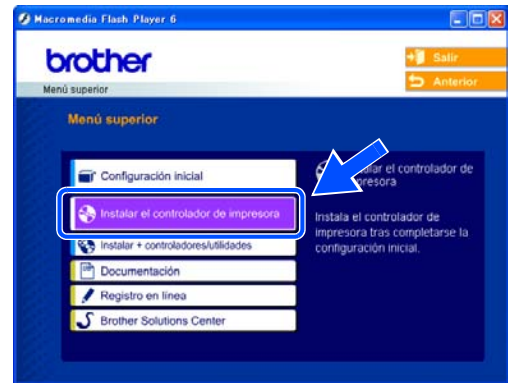 Macromedia Flash Player 6
brother
Salir
Anterior
Menú superior
Menú superior
Configuración inicial
Instalar el controlador de impresora
Instalar + controladores/utilidades
Documentación
Registro en línea
Brother Solutions Center
el controlador de
Instala el controlador de
impresora tras completarse la
configuración inicial.